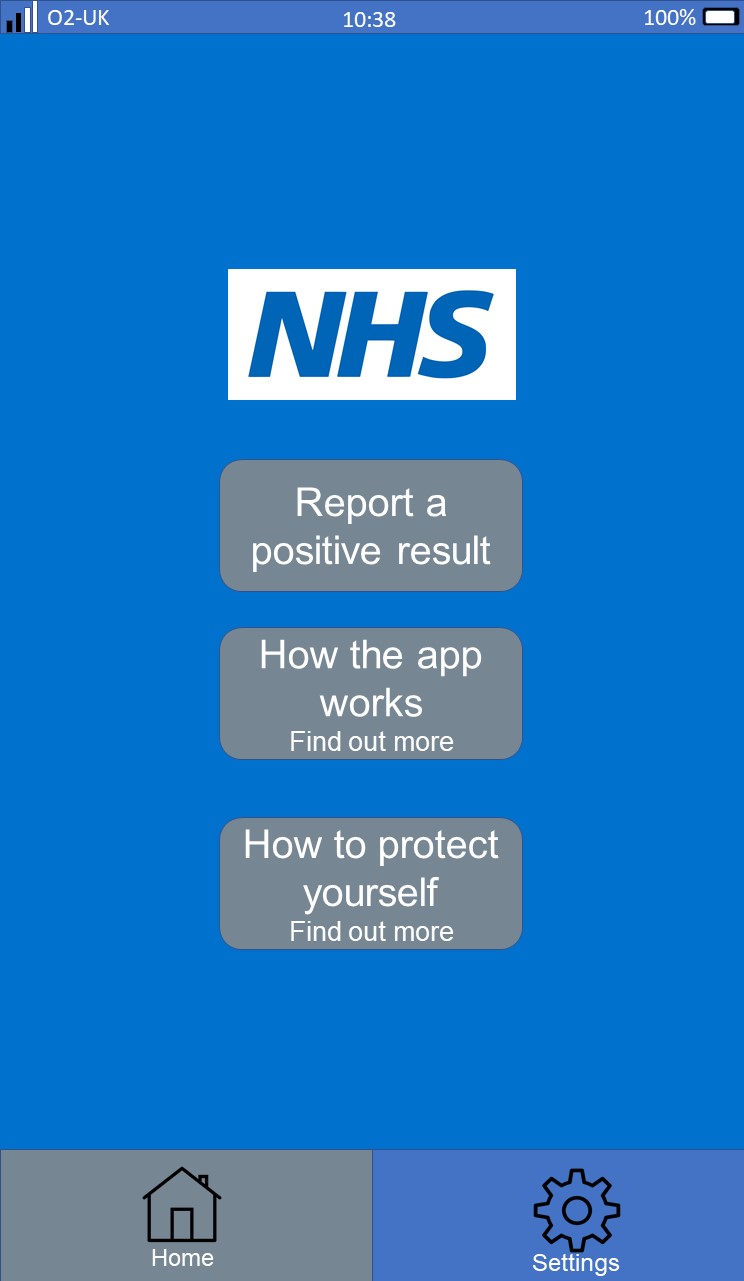 O2-UK 10:38 100%
NHS
Report a
positive result
How the app
works
Find out more
How to protect
yourself
Find out more
Home Settings